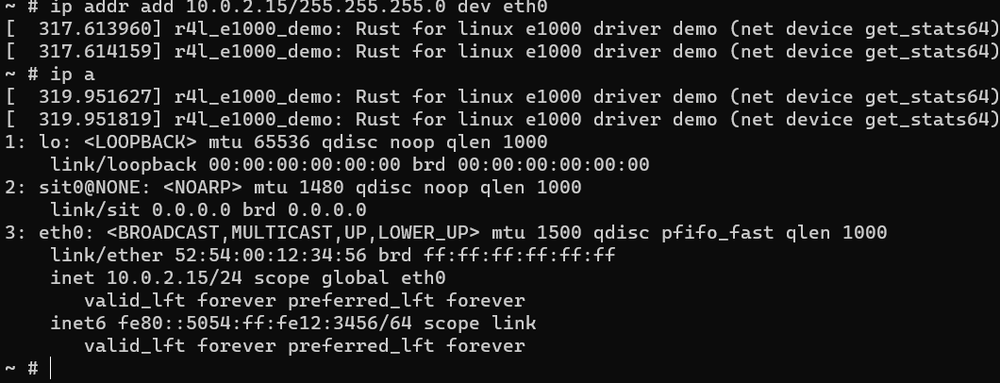 ~ # ip addr add 10.0.2.15/255.255.255.0 dev eth0
[  317.613960] r4l_e1000_demo: Rust for linux e1000 driver demo (net device get_stats64)
[  317.614159] r4l_e1000_demo: Rust for linux e1000 driver demo (net device get_stats64)
~ # ip a
[  319.951627] r4l_e1000_demo: Rust for linux e1000 driver demo (net device get_stats64)
[  319.951819] r4l_e1000_demo: Rust for linux e1000 driver demo (net device get_stats64)
1: lo: <LOOPBACK> mtu 65536 qdisc noop qlen 1000
    link/loopback 00:00:00:00:00:00 brd 00:00:00:00:00:00
2: sit0@NONE: <NOARP> mtu 1480 qdisc noop qlen 1000
    link/sit 0.0.0.0 brd 0.0.0.0
3: eth0: <BROADCAST,MULTICAST,UP,LOWER_UP> mtu 1500 qdisc pfifo_fast qlen 1000
    link/ether 52:54:00:12:34:56 brd ff:ff:ff:ff:ff:ff
    inet 10.0.2.15/24 scope global eth0
       valid_lft forever preferred_lft forever
    inet6 fe80::5054:ff:fe12:3456/64 scope link
       valid_lft forever preferred_lft forever
~ #